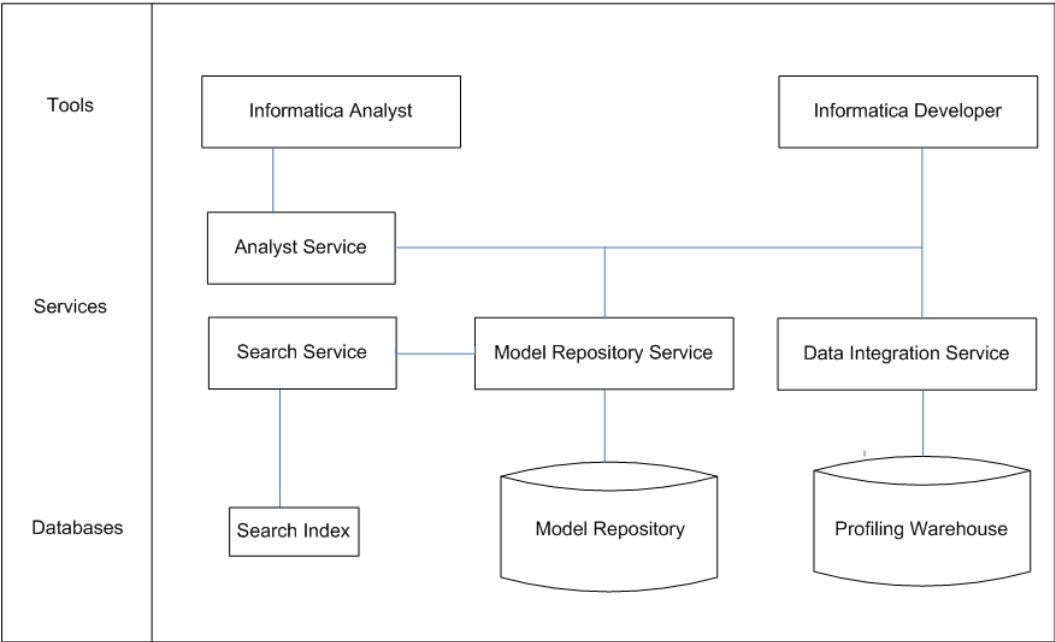 Tools
Informatica Analyst
Informatica Developer
Analyst Service
Services
Search Service
Model Repository Service
Data Integration Service
Databases
Search Index
Model Repository
Profiling Warehouse